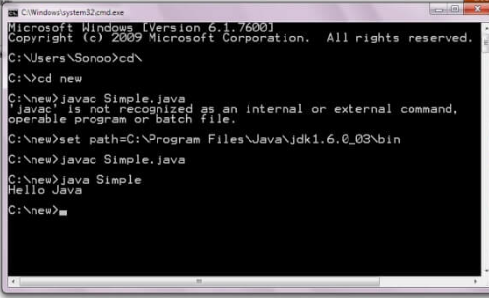 C:\Windows\system32\cmd.exe
Microsoft Windows [Version 6.1.7600]
Copyright (c) 2009 Microsoft Corporation.  All rights reserved.
C:\Users\Sonoo>cd\
C:\>cd new
C:\new>javac Simple.java
'javac' is not recognized as an internal or external command,
operable program or batch file.
C:\new>set path=C:\Program Files\Java\jdk1.6.0_03\bin
C:\new>javac Simple.java
C:\new>java Simple
Hello Java
C:\new>